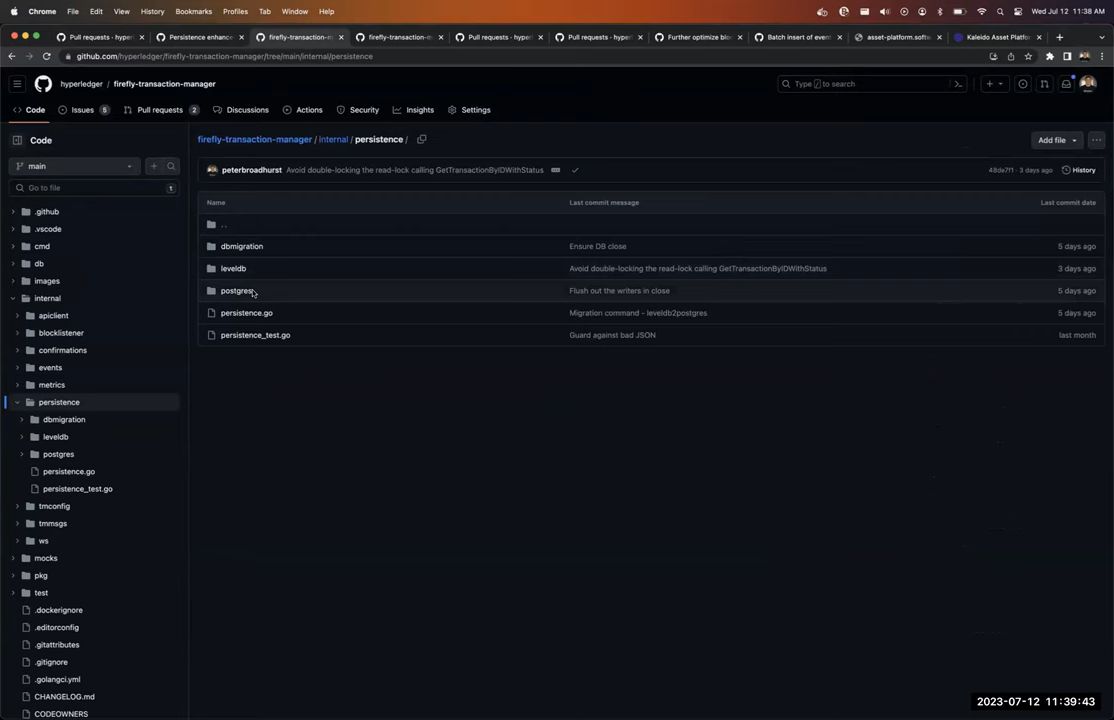 Chrome File Edit View History Bookmarks Profiles Tab Window Help Wed Jul 12 11:38 AM
Pull requests · hyperl Persistence enhance firefly-transaction-m firefly-transaction-m Pull requests · hyperl Pull requests · hyperl Further optimize bloc Batch insert of event asset-platform.softw Kaleido Asset Platfo
github.com/hyperledger/firefly-transaction-manager/tree/main/internal/persistence
hyperledger / firefly-transaction-manager Type / to search
Code Issues 5 Pull requests 2 Discussions Actions Security Insights Settings
Code
firefly-transaction-manager / internal / persistence / Add file
main
peterbroadhurst Avoid double-locking the read-lock calling GetTransactionByIDWithStatus 48de7f1 · 3 days ago History
Go to file t
Name Last commit message Last commit date
..
dbmigration Ensure DB close 5 days ago
leveldb Avoid double-locking the read-lock calling GetTransactionByIDWithStatus 3 days ago
postgres Flush out the writers in close 5 days ago
persistence.go Migration command - leveldb2postgres 5 days ago
persistence_test.go Guard against bad JSON last month
.github
.vscode
cmd
db
images
internal
apiclient
blocklistener
confirmations
events
metrics
persistence
dbmigration
leveldb
postgres
persistence.go
persistence_test.go
tmconfig
tmmsgs
ws
mocks
pkg
test
.dockerignore
.editorconfig
.gitattributes
.gitignore
.golangci.yml
CHANGELOG.md
CODEOWNERS
2023-07-12 11:39:43